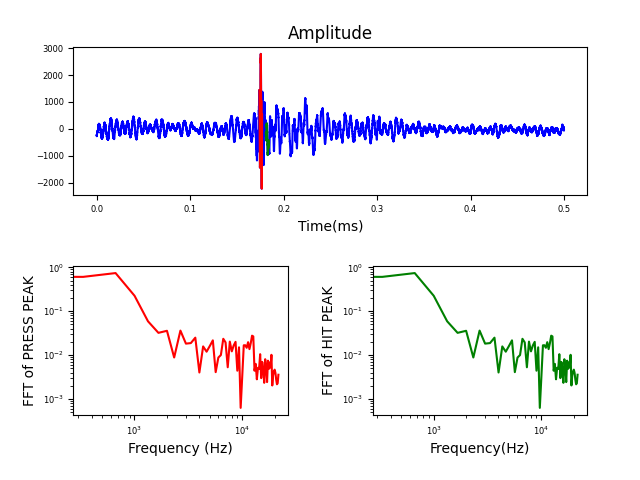 Amplitude
3000
2000
1000
0
−1000
−2000
0.0 0.1 0.2 0.3 0.4 0.5
Time(ms)
FFT of PRESS PEAK
10⁰
10⁻¹
10⁻²
10⁻³
10³ 10⁴
Frequency (Hz)
FFT of HIT PEAK
10⁰
10⁻¹
10⁻²
10⁻³
10³ 10⁴
Frequency(Hz)